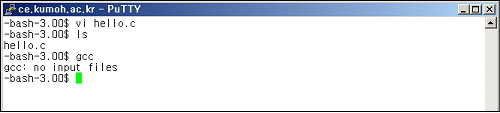 ce.kumoh.ac.kr - PuTTY
-bash-3.00$ vi hello.c
-bash-3.00$ ls
hello.c
-bash-3.00$ gcc
gcc: no input files
-bash-3.00$